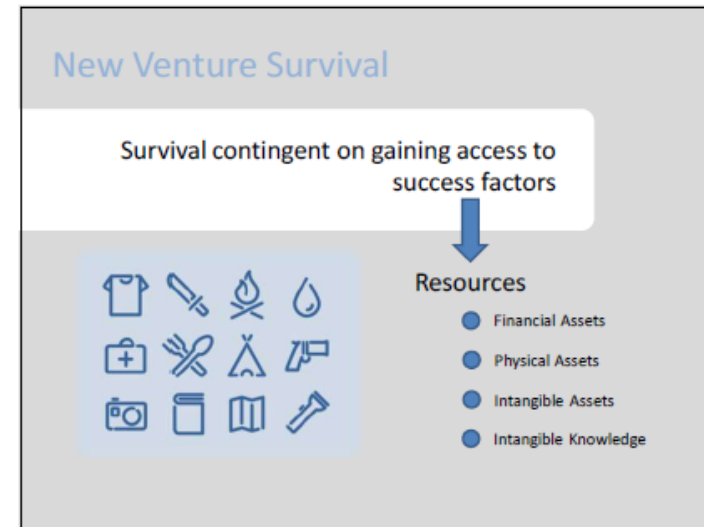 New Venture Survival
Survival contingent on gaining access to
success factors
Resources
Financial Assets
Physical Assets
Intangible Assets
Intangible Knowledge